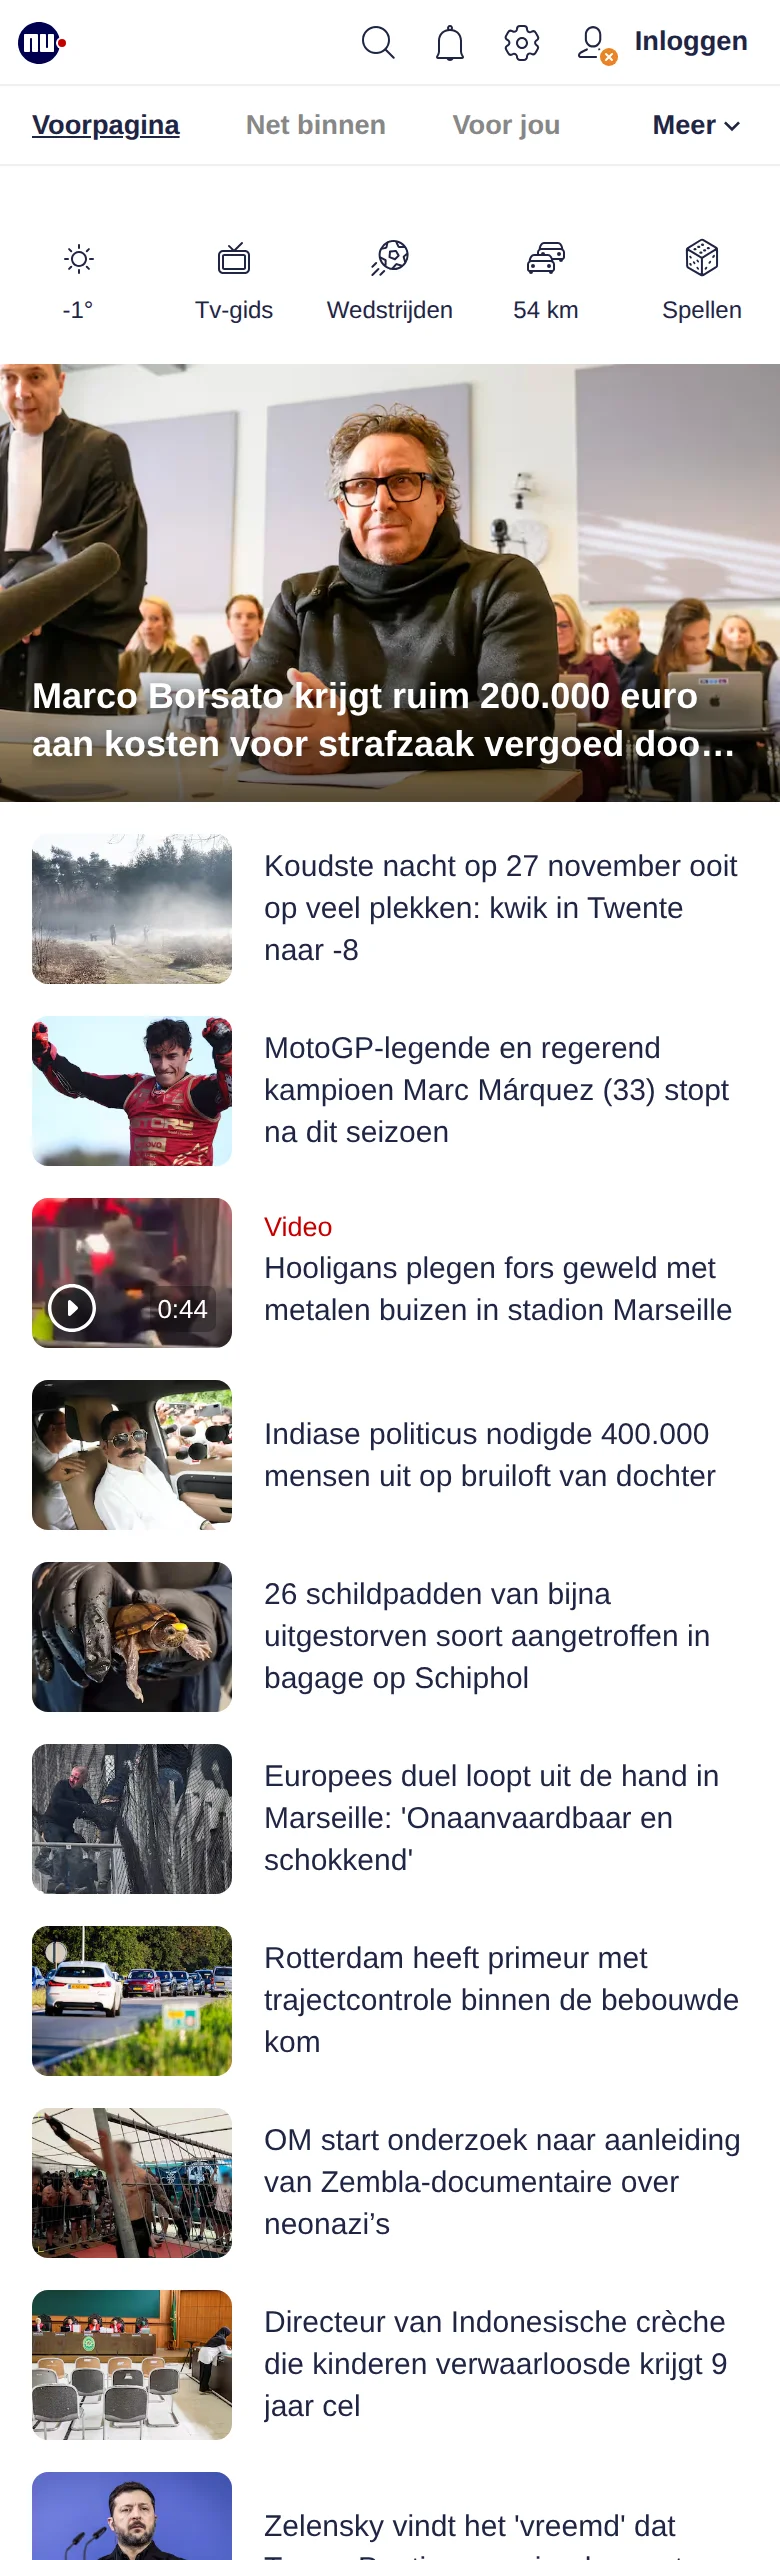 nu
Inloggen
Voorpagina
Net binnen
Voor jou
Meer
-1°
Tv-gids
Wedstrijden
54 km
Spellen
Marco Borsato krijgt ruim 200.000 euro
aan kosten voor strafzaak vergoed doo...
Koudste nacht op 27 november ooit
op veel plekken: kwik in Twente
naar -8
MotoGP-legende en regerend
kampioen Marc Márquez (33) stopt
na dit seizoen
Video
Hooligans plegen fors geweld met
metalen buizen in stadion Marseille
0:44
Indiase politicus nodigde 400.000
mensen uit op bruiloft van dochter
26 schildpadden van bijna
uitgestorven soort aangetroffen in
bagage op Schiphol
Europees duel loopt uit de hand in
Marseille: 'Onaanvaardbaar en
schokkend'
Rotterdam heeft primeur met
trajectcontrole binnen de bebouwde
kom
OM start onderzoek naar aanleiding
van Zembla-documentaire over
neonazi’s
Directeur van Indonesische crèche
die kinderen verwaarloosde krijgt 9
jaar cel
Zelensky vindt het 'vreemd' dat